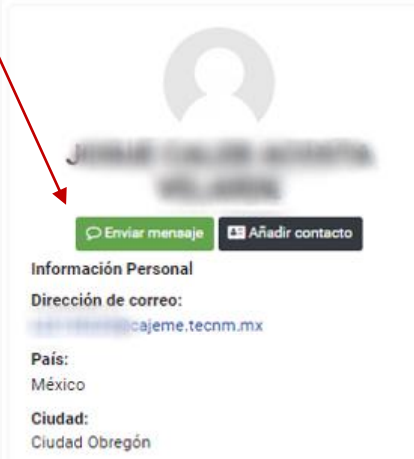 Enviar mensaje
Añadir contacto
Información Personal
Dirección de correo:
cajeme.tecnm.mx
País:
México
Ciudad:
Ciudad Obregón